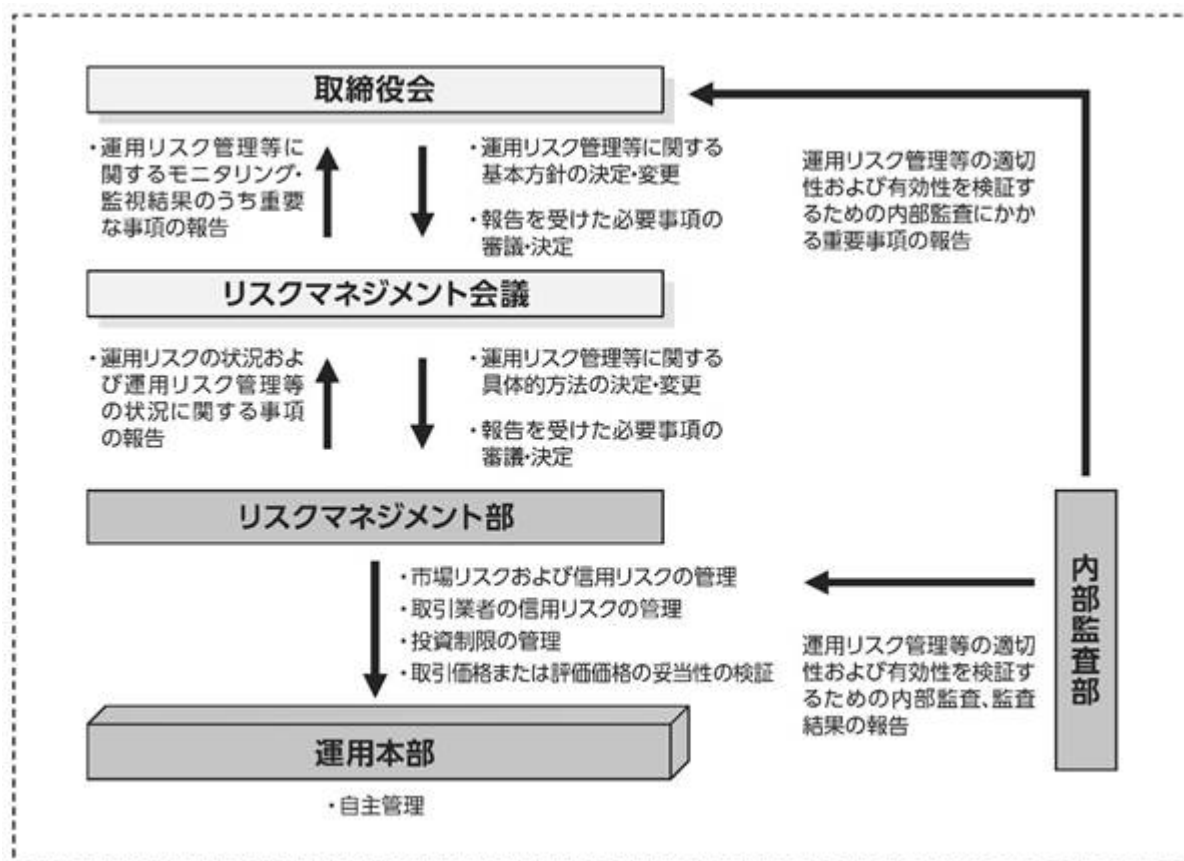 取締役会
・運用リスク管理等に
関するモニタリング・
監視結果のうち重要
な事項の報告
・運用リスク管理等に関する
基本方針の決定・変更
・報告を受けた必要事項の
審議・決定
運用リスク管理等の適切
性および有効性を検証す
るための内部監査にかか
る重要事項の報告
リスクマネジメント会議
・運用リスクの状況およ
び運用リスク管理等
の状況に関する事項
の報告
・運用リスク管理等に関する
具体的方法の決定・変更
・報告を受けた必要事項の
審議・決定
リスクマネジメント部
・市場リスクおよび信用リスクの管理
・取引業者の信用リスクの管理
・投資制限の管理
・取引価格または評価価格の妥当性の検証
運用リスク管理等の適切
性および有効性を検証す
るための内部監査、監査
結果の報告
内部監査部
運用本部
・自主管理